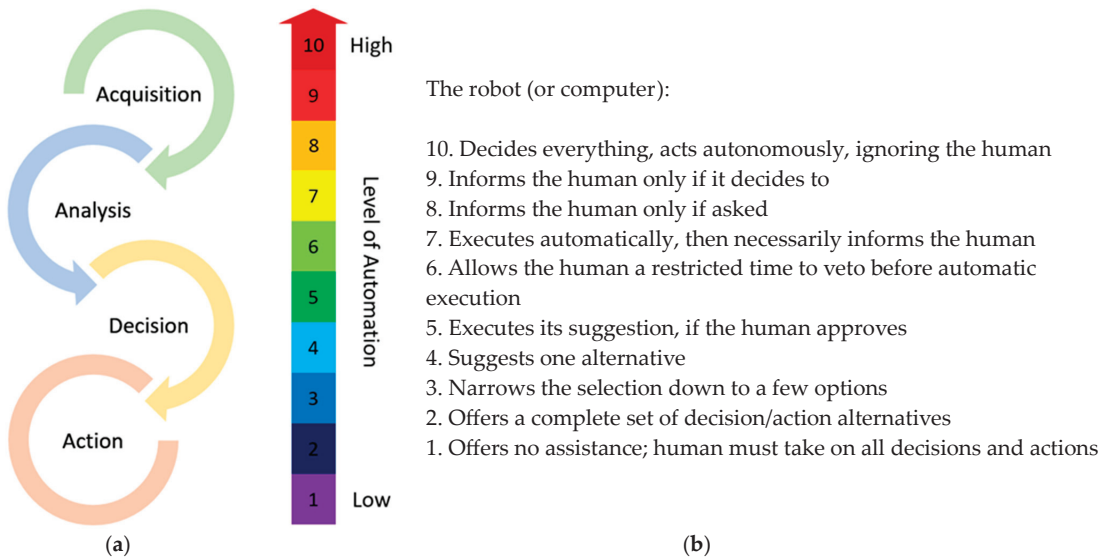 Acquisition
Analysis
Decision
Action
(a)
10 High
9
8
7
6
5
4
3
2
1 Low
Level of Automation
The robot (or computer):
10. Decides everything, acts autonomously, ignoring the human
9. Informs the human only if it decides to
8. Informs the human only if asked
7. Executes automatically, then necessarily informs the human
6. Allows the human a restricted time to veto before automatic
execution
5. Executes its suggestion, if the human approves
4. Suggests one alternative
3. Narrows the selection down to a few options
2. Offers a complete set of decision/action alternatives
1. Offers no assistance; human must take on all decisions and actions
(b)